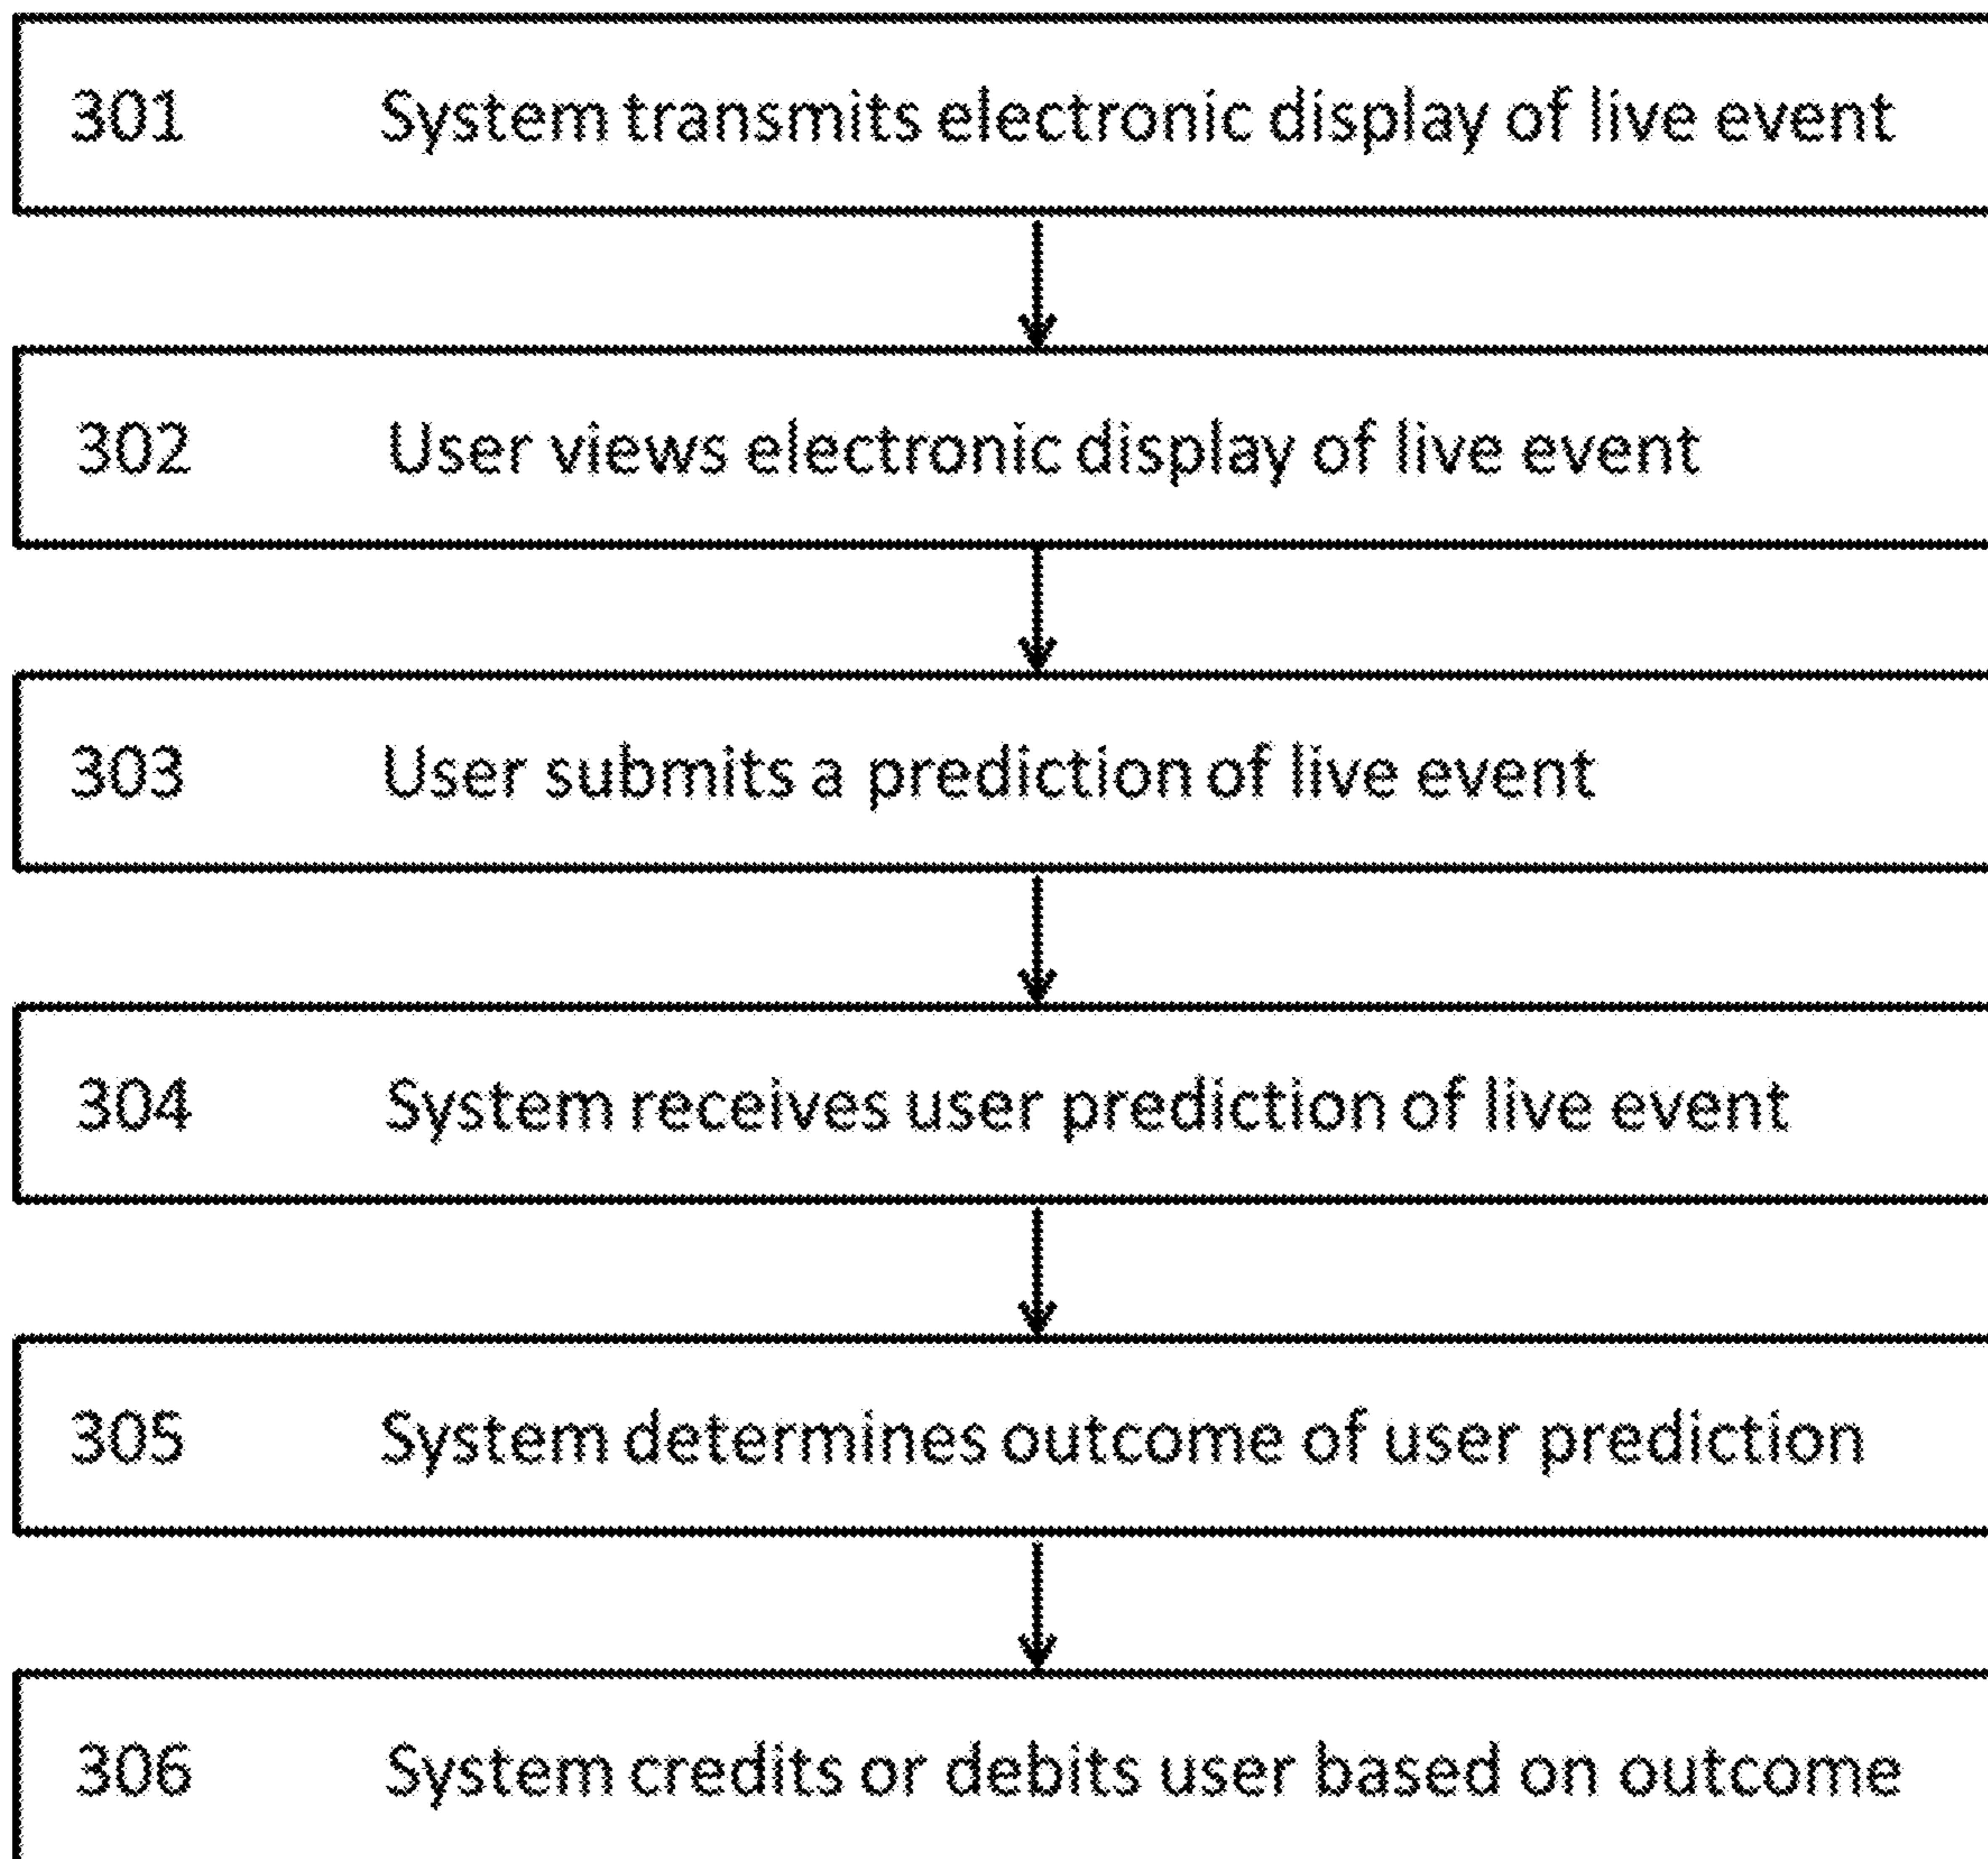 301 System transmits electronic display of live event
302 User views electronic display of live event
303 User submits a prediction of live event
304 System receives user prediction of live event
305 System determines outcome of user prediction
306 System credits or debits user based on outcome